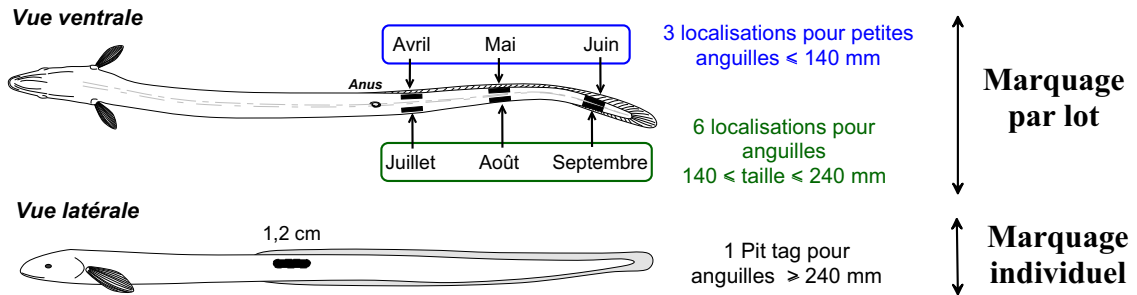 Vue ventrale
Avril Mai Juin
Anus
Juillet Août Septembre
3 localisations pour petites
anguilles ⩽ 140 mm
6 localisations pour
anguilles
140 < taille < 240 mm
Marquage
par lot
Vue latérale
1,2 cm
1 Pit tag pour
anguilles ⩾ 240 mm
Marquage
individuel